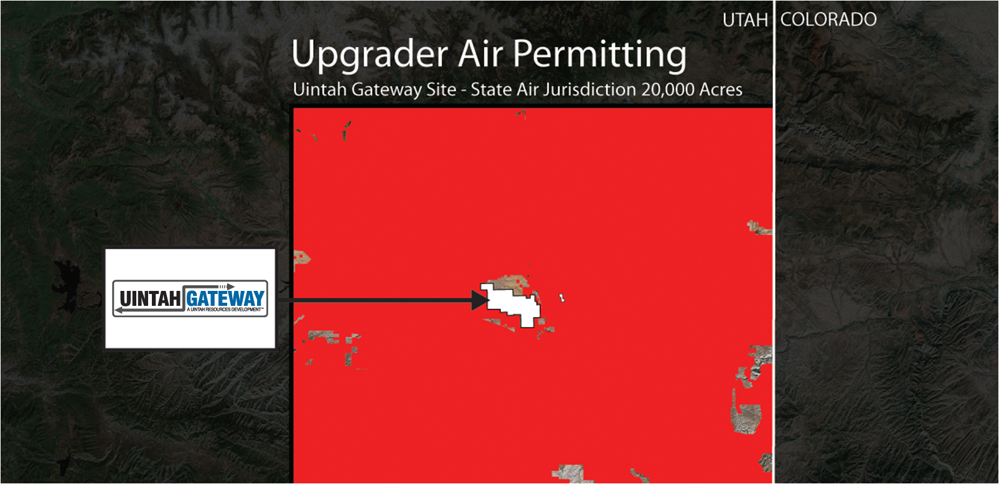 UTAH COLORADO
Upgrader Air Permitting
Uintah Gateway Site - State Air Jurisdiction 20,000 Acres
UINTAH GATEWAY
A UINTAH RESOURCES DEVELOPMENT™